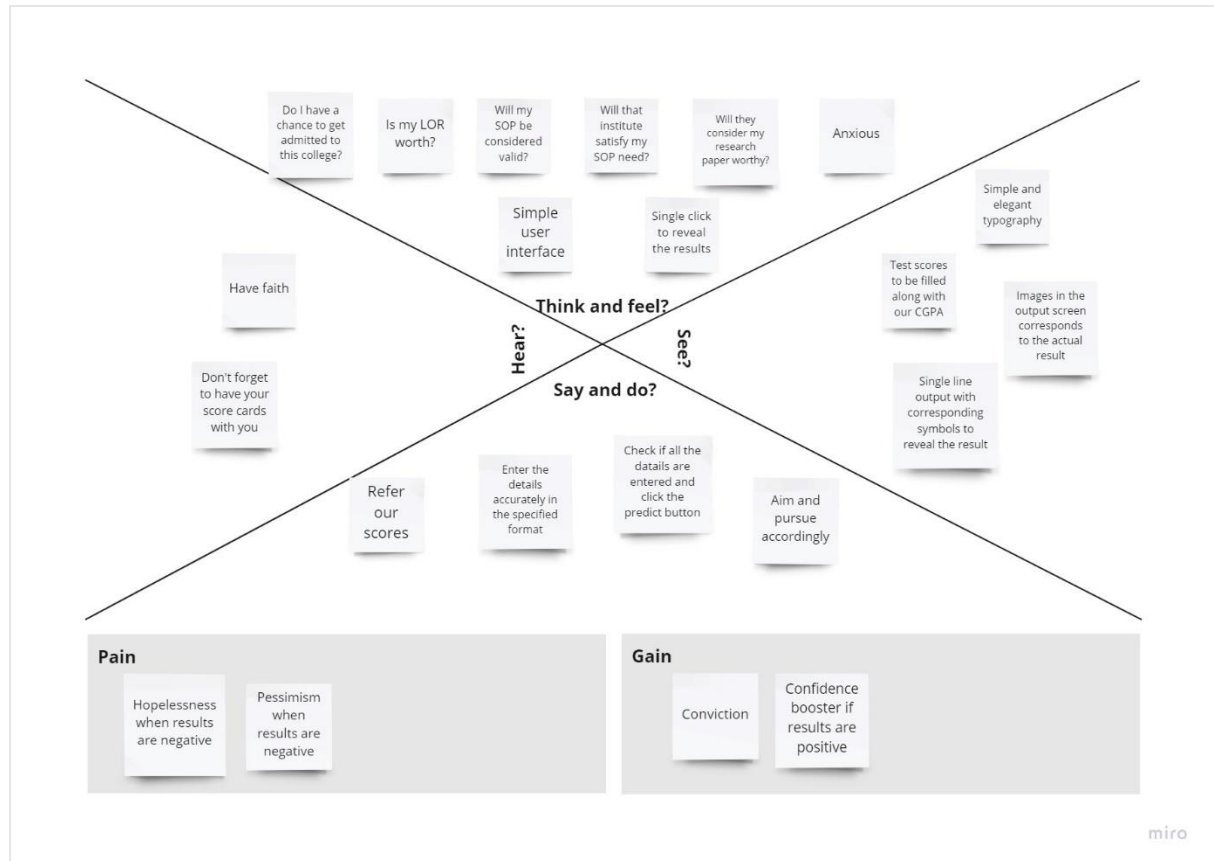 Do I have a
chance to get
admitted to
this college?
Is my LOR
worth?
Will my
SOP be
considered
valid?
Will that
institute
satisfy my
SOP need?
Will they
consider my
research
paper worthy?
Anxious
Simple
user
interface
Single click
to reveal
the results
Simple and
elegant
typography
Have faith
Test scores
to be filled
along with
our CGPA
Images in the
output screen
corresponds
to the actual
result
Think and feel?
Hear?
See?
Say and do?
Don't forget
to have your
score cards
with you
Single line
output with
corresponding
symbols to
reveal the result
Refer
our
scores
Enter the
details
accurately in
the specified
format
Check if all the
datails are
entered and
click the
predict button
Aim and
pursue
accordingly
Pain
Hopelessness
when results
are negative
Pessimism
when
results are
negative
Gain
Conviction
Confidence
booster if
results are
positive
miro